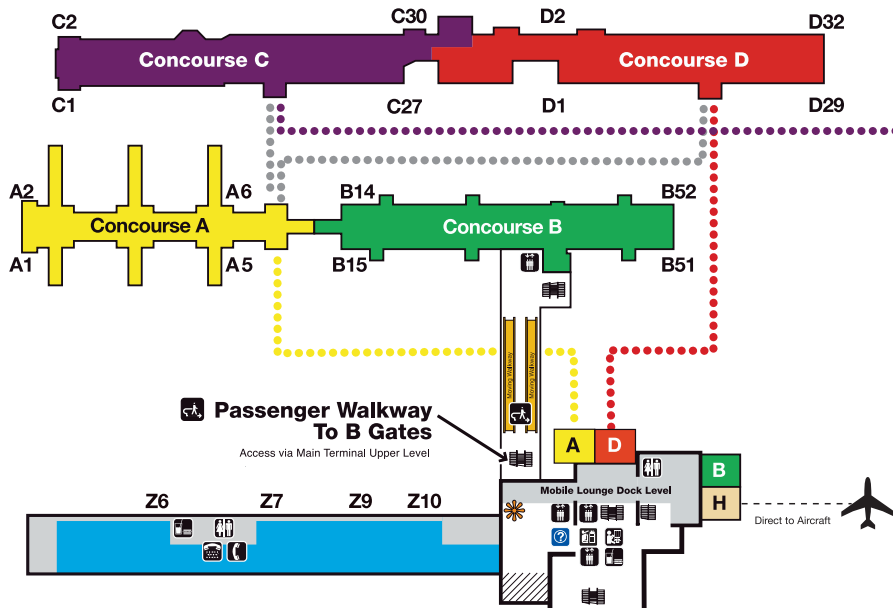 C2
C30
D2
D32
Concourse C
Concourse D
C1
C27
D1
D29
A2
A6
B14
B52
Concourse A
Concourse B
A1
A5
B15
B51
Moving Walkway
Moving Walkway
Passenger Walkway
To B Gates
Access via Main Terminal Upper Level
A
D
B
H
Mobile Lounge Dock Level
Direct to Aircraft
Z6
Z7
Z9
Z10
?